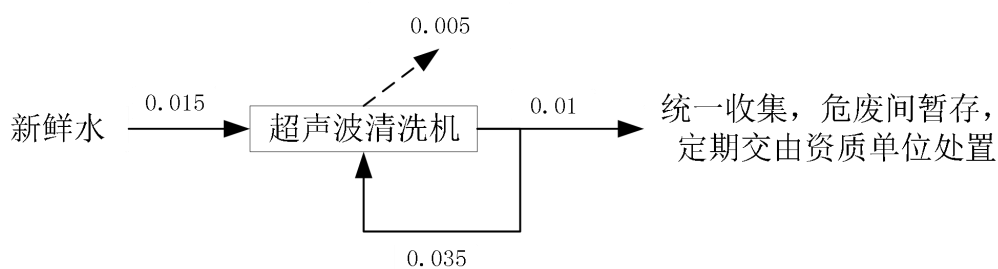 0.005
0.015
0.01
新鲜水
超声波清洗机
统一收集，危废间暂存，
定期交由资质单位处置
0.035